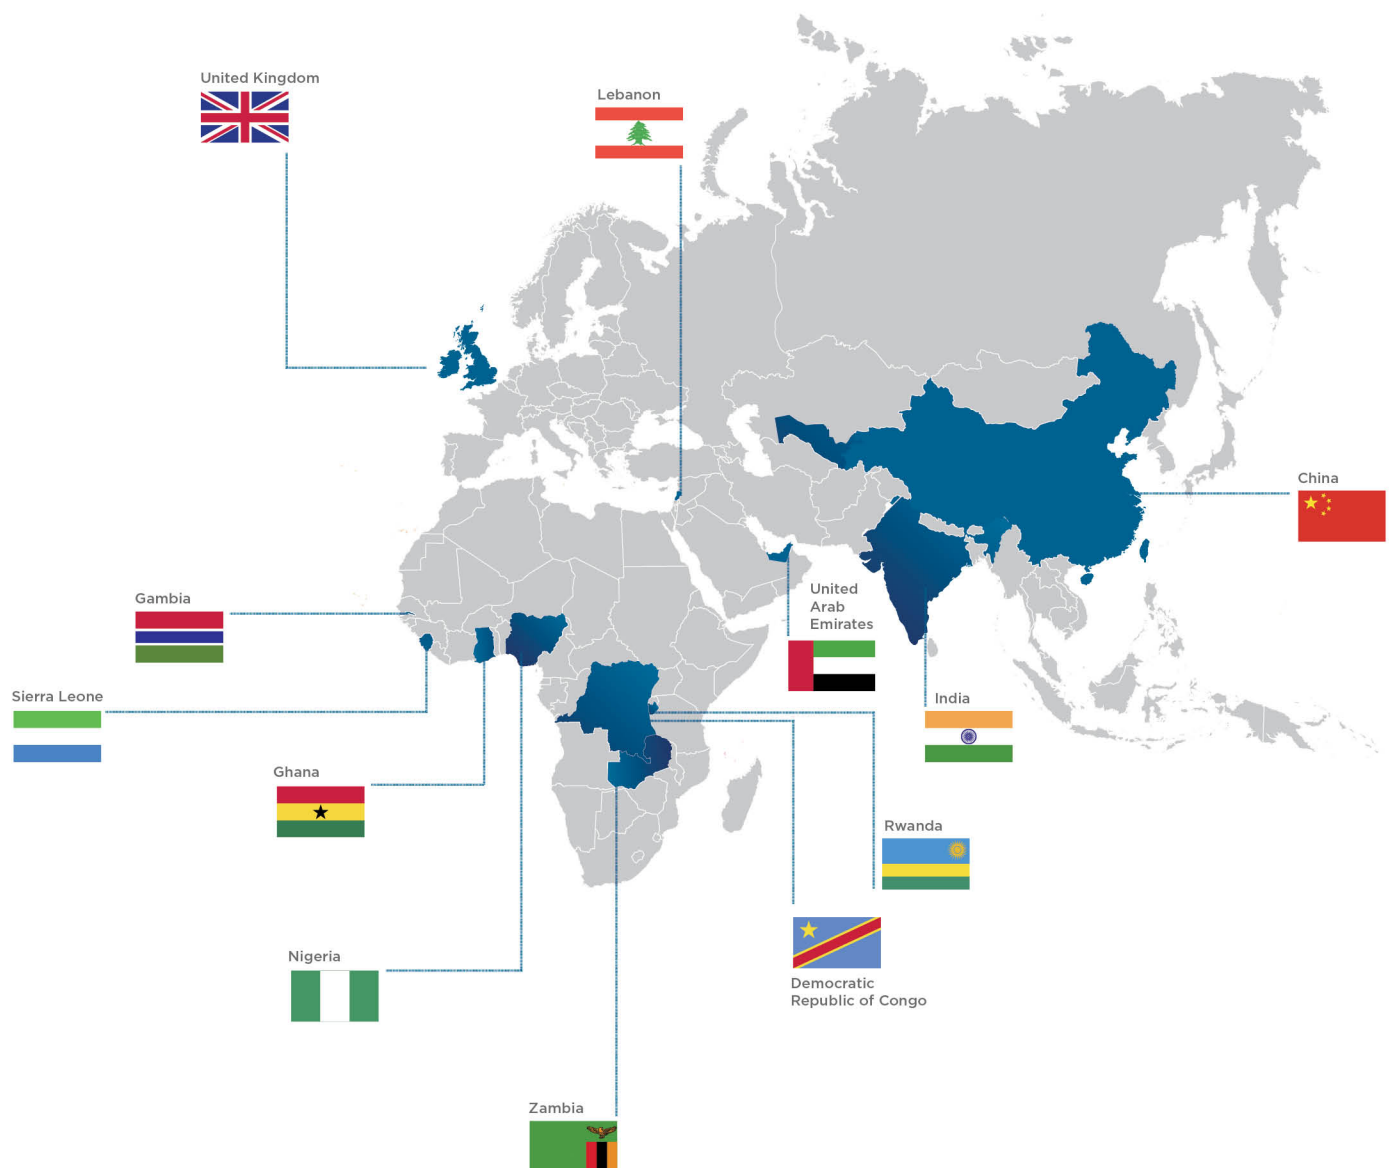 United Kingdom
Lebanon
China
Gambia
United
Arab
Emirates
Sierra Leone
India
Ghana
Rwanda
Nigeria
Democratic
Republic of Congo
Zambia